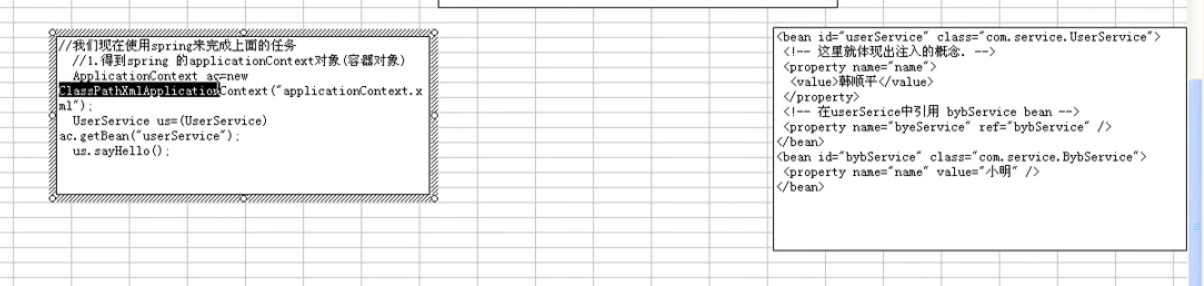 //我们现在使用spring来完成上面的任务
//1.得到spring 的applicationContext对象(容器对象)
ApplicationContext ac=new
ClassPathXmlApplicationContext("applicationContext.x
ml");
UserService us=(UserService)
ac.getBean("userService");
us.sayHello();
<bean id="userService" class="com.service.UserService">
<!-- 这里就体现出注入的概念. -->
<property name="name">
<value>韩顺平</value>
</property>
<!-- 在userSerice中引用 bybService bean -->
<property name="byeService" ref="bybService" />
</bean>
<bean id="bybService" class="com.service.BybService">
<property name="name" value="小明" />
</bean>